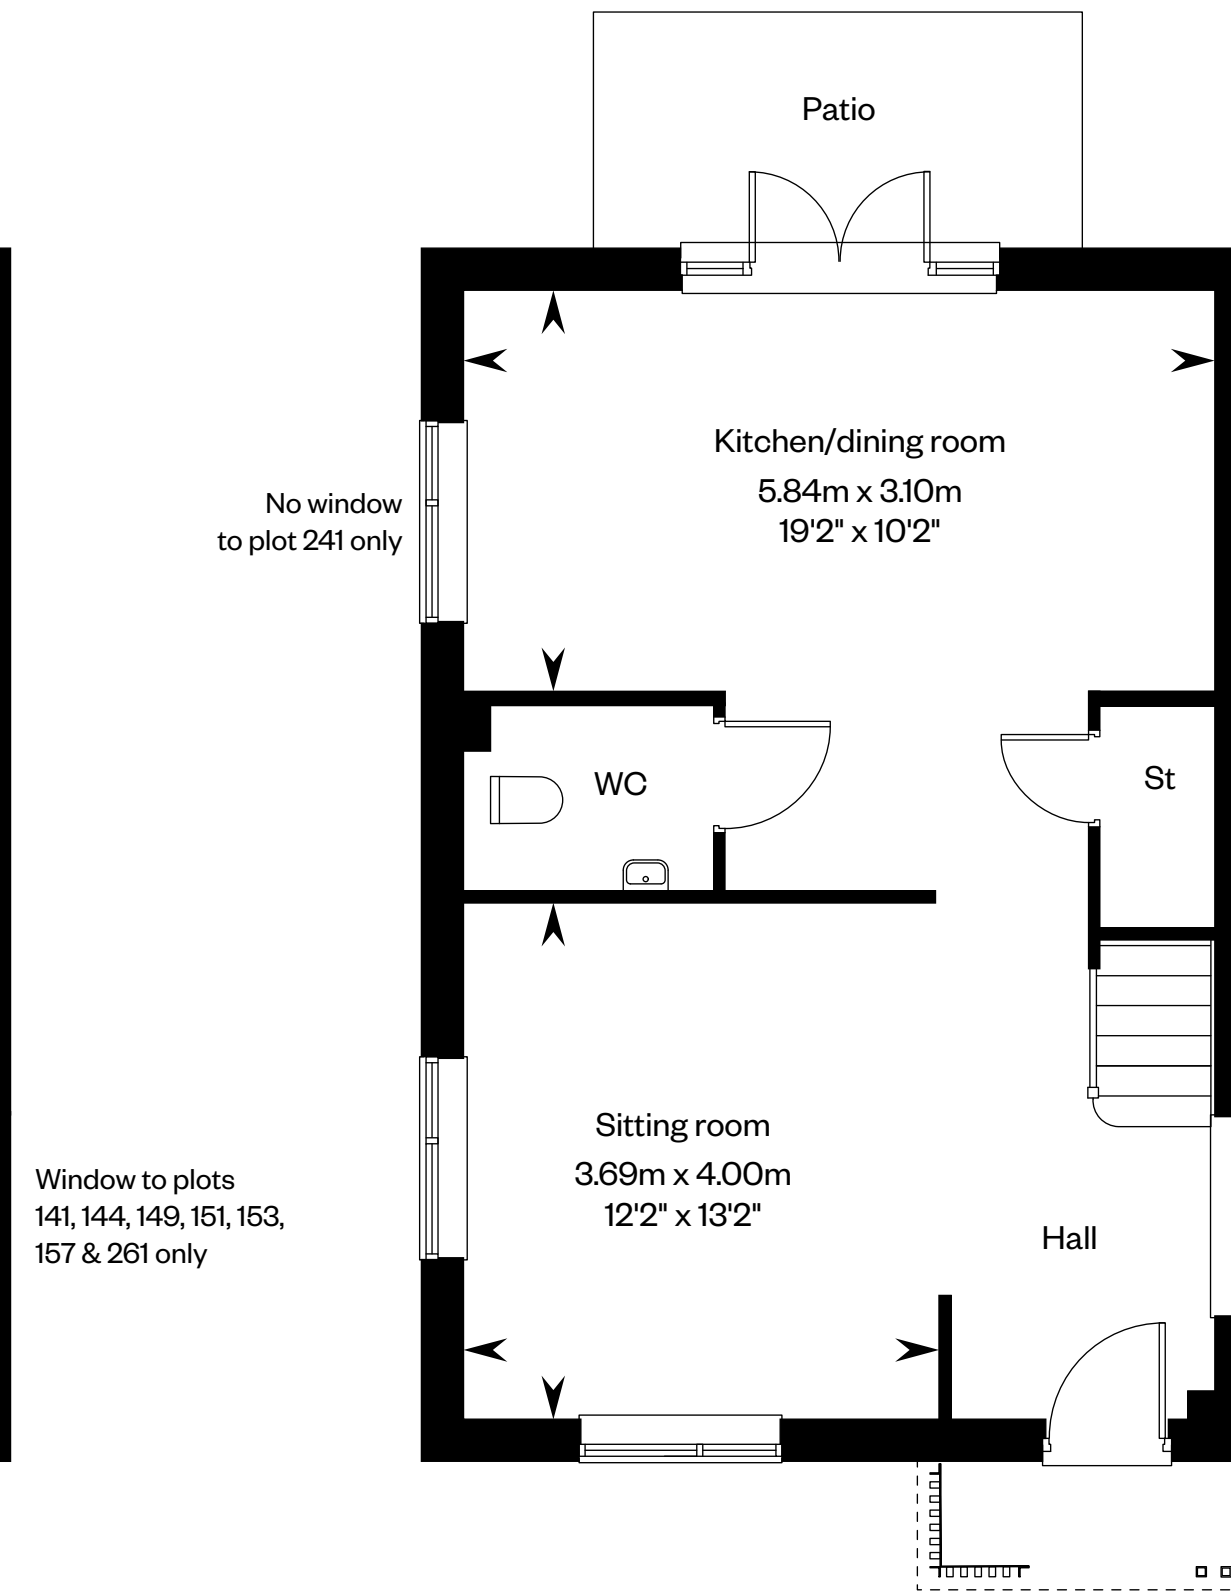 Patio
Kitchen/dining room
5.84m x 3.10m
19'2" x 10'2"
No window
to plot 241 only
WC
St
Sitting room
3.69m x 4.00m
12'2" x 13'2"
Window to plots
141, 144, 149, 151, 153,
157 & 261 only
Hall